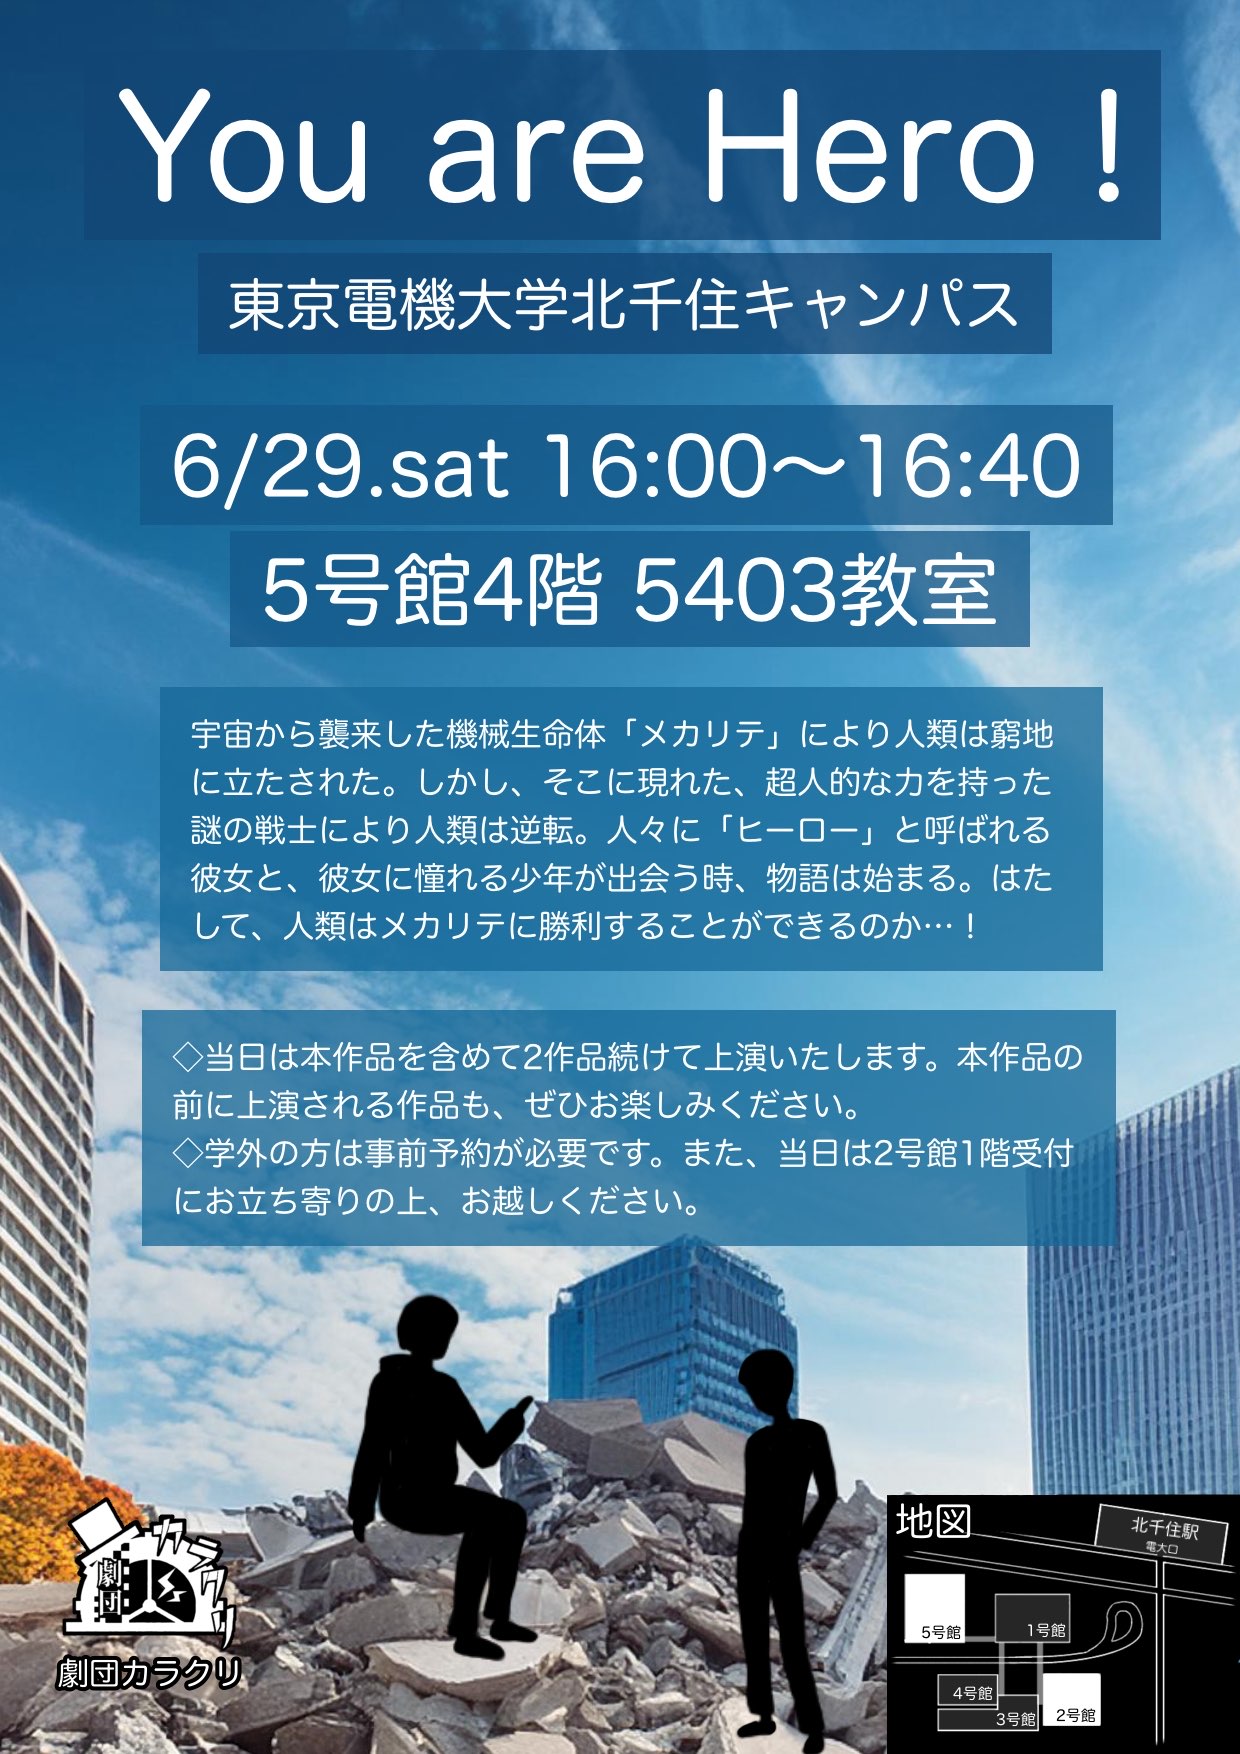 You are Hero！
東京電機大学北千住キャンパス
6/29.sat 16:00〜16:40
5号館4階 5403教室
宇宙から襲来した機械生命体「メカリテ」により人類は窮地
に立たされた。しかし、そこに現れた、超人的な力を持った
謎の戦士により人類は逆転。人々に「ヒーロー」と呼ばれる
彼女と、彼女に憧れる少年が出会う時、物語は始まる。はた
して、人類はメカリテに勝利することができるのか…！
◇当日は本作品を含めて2作品続けて上演いたします。本作品の
前に上演される作品も、ぜひお楽しみください。
◇学外の方は事前予約が必要です。また、当日は2号館1階受付
にお立ち寄りの上、お越しください。
劇団
カラクリ
劇団カラクリ
地図
北千住駅
電大口
5号館
1号館
4号館
3号館
2号館